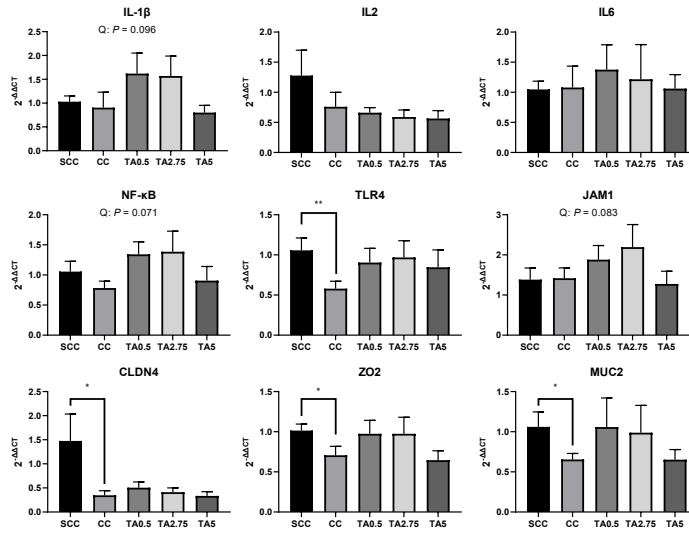 IL-1β
Q: P = 0.096
2-ΔΔCT
2.5
2.0
1.5
1.0
0.5
0.0
SCC CC TA0.5 TA2.75 TA5
IL2
2-ΔΔCT
2.0
1.5
1.0
0.5
0.0
SCC CC TA0.5 TA2.75 TA5
IL6
2-ΔΔCT
2.0
1.5
1.0
0.5
0.0
SCC CC TA0.5 TA2.75 TA5
NF-κB
Q: P = 0.071
2-ΔΔCT
2.0
1.5
1.0
0.5
0.0
SCC CC TA0.5 TA2.75 TA5
TLR4
**
2-ΔΔCT
1.5
1.0
0.5
0.0
SCC CC TA0.5 TA2.75 TA5
JAM1
Q: P = 0.083
2-ΔΔCT
3
2
1
0
SCC CC TA0.5 TA2.75 TA5
CLDN4
*
2-ΔΔCT
2.5
2.0
1.5
1.0
0.5
0.0
SCC CC TA0.5 TA2.75 TA5
ZO2
*
2-ΔΔCT
1.5
1.0
0.5
0.0
SCC CC TA0.5 TA2.75 TA5
MUC2
*
2-ΔΔCT
1.5
1.0
0.5
0.0
SCC CC TA0.5 TA2.75 TA5